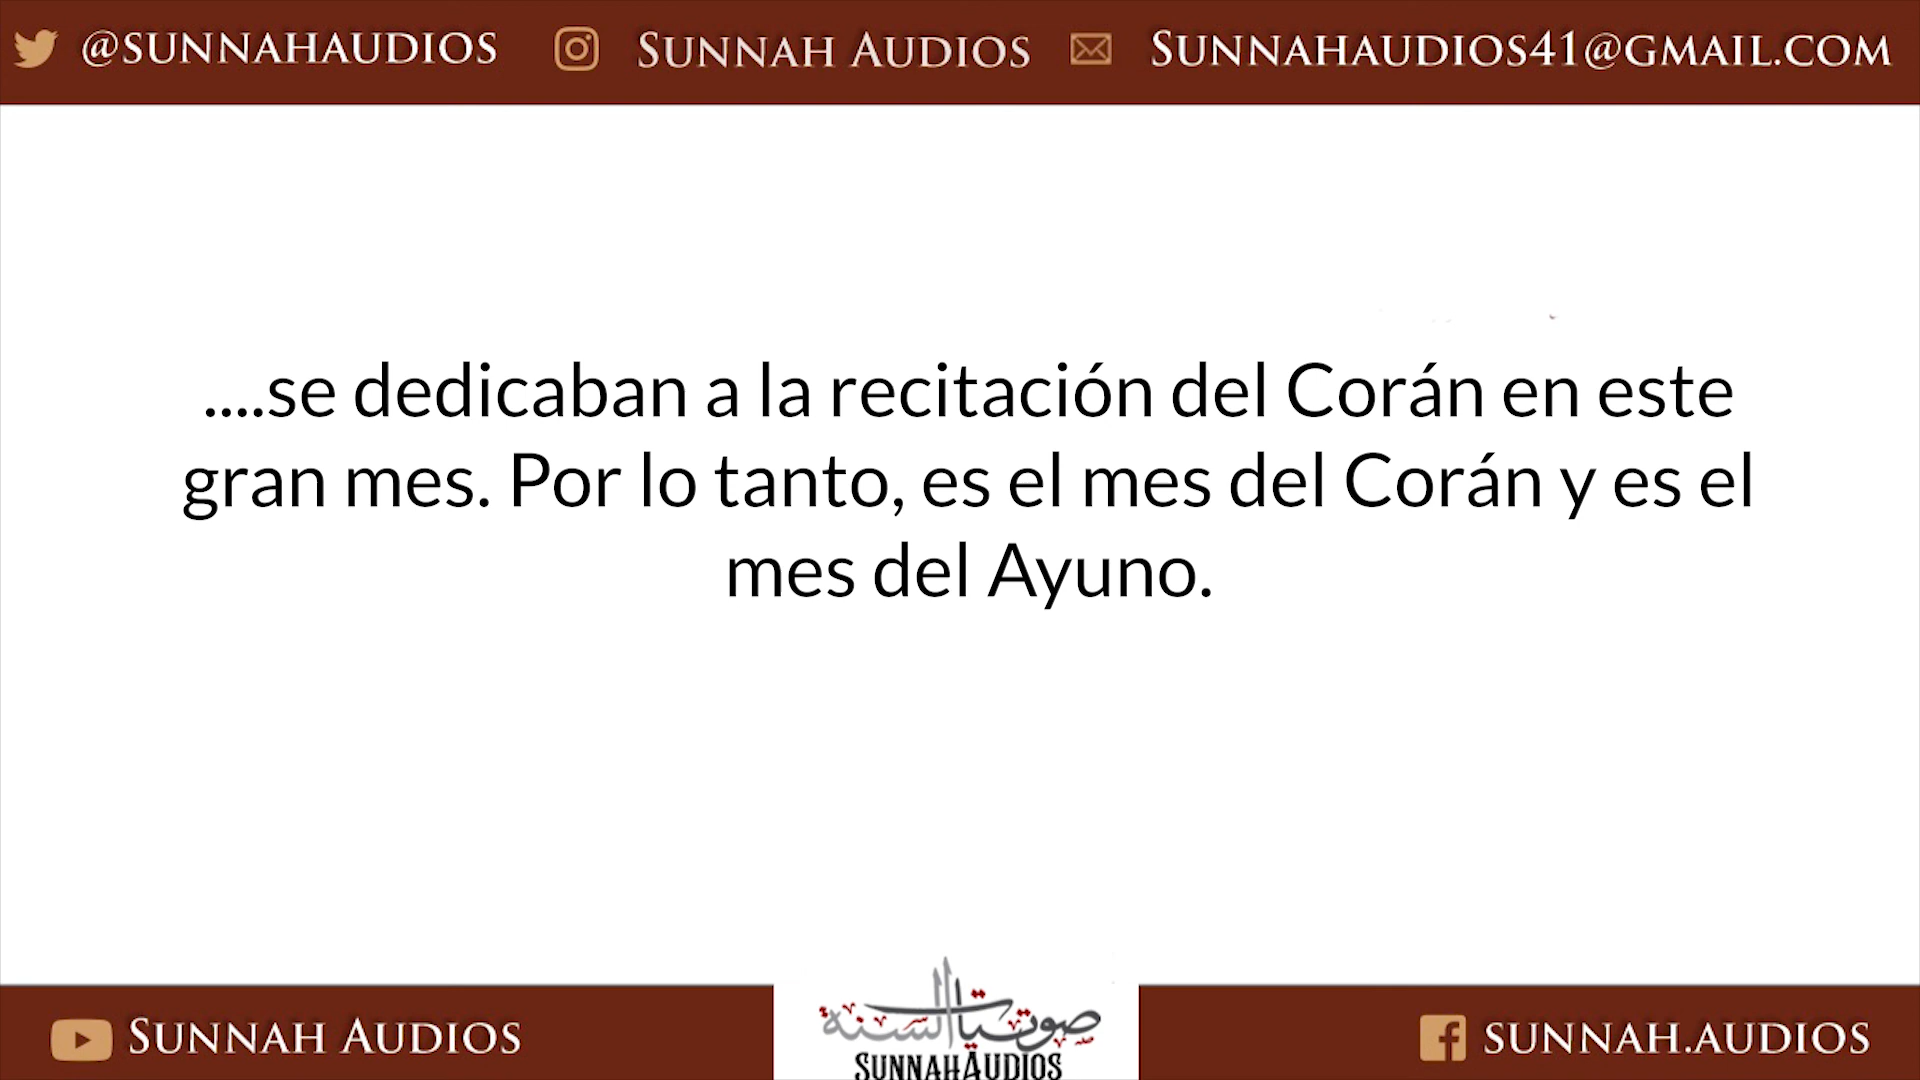 @SUNNAHAUDIOS SUNNAH AUDIOS SUNNAHAUDIOS41@GMAIL.COM
....se dedicaban a la recitación del Corán en este
gran mes. Por lo tanto, es el mes del Corán y es el
mes del Ayuno.
صوتيات السنة
SUNNAH AUDIOS SUNNAHAUDIOS SUNNAH.AUDIOS